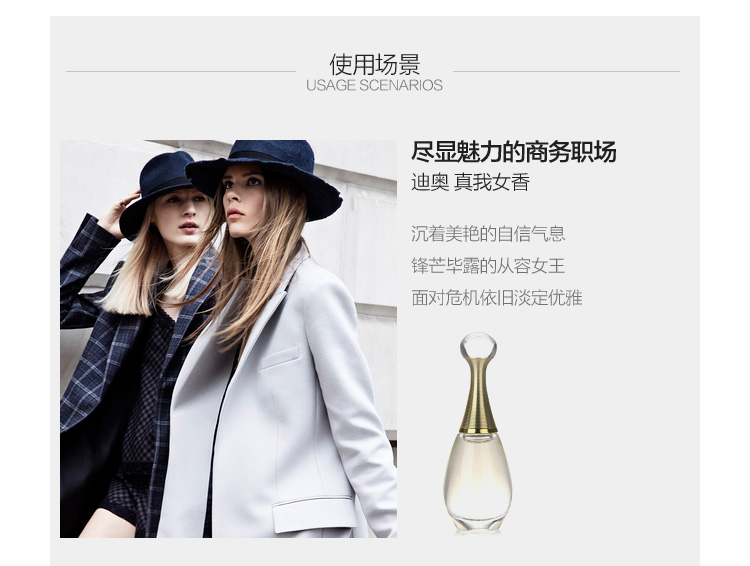 使用场景
USAGE SCENARIOS
尽显魅力的商务职场
迪奥 真我女香
沉着美艳的自信气息
锋芒毕露的从容女王
面对危机依旧淡定优雅